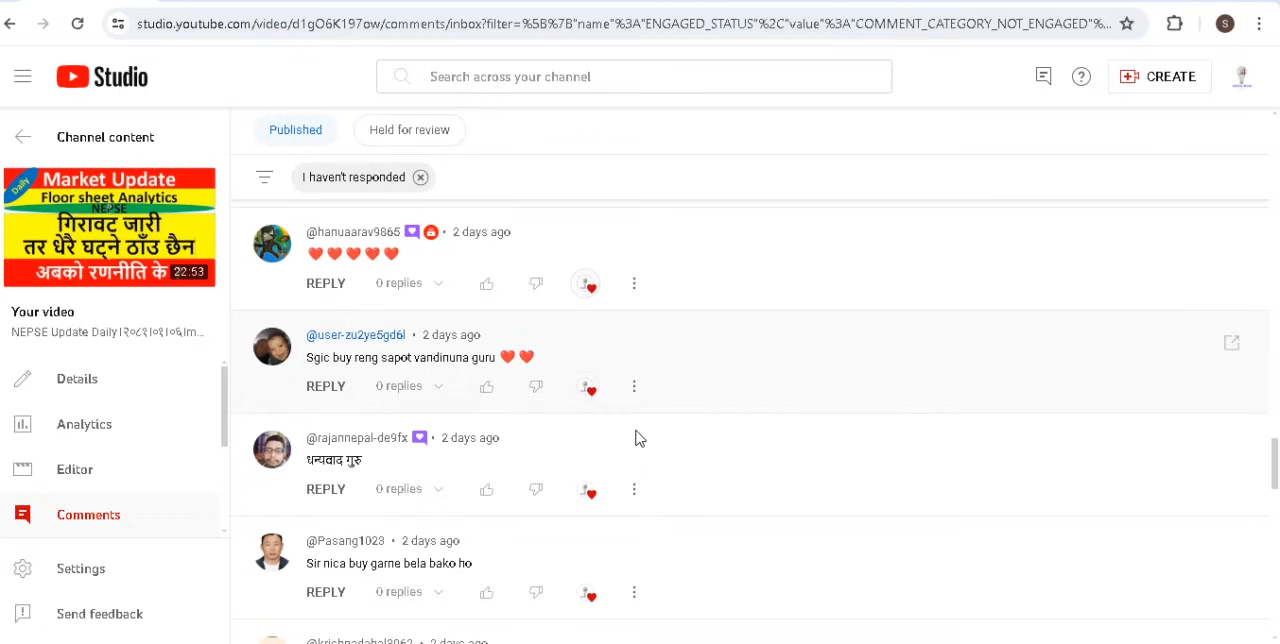 studio.youtube.com/video/d1gO6K197ow/comments/inbox?filter=%5B%7B"name"%3A"ENGAGED_STATUS"%2C"value"%3A"COMMENT_CATEGORY_NOT_ENGAGED"%...
S
Studio
Search across your channel
CREATE
Channel content
Published
Held for review
I haven't responded
Daily
Market Update
Floor sheet Analytics
NEPSE
गिरावट जारी
तर धेरै घट्ने ठाँउ छैन
अबको रणनीति के
22:53
Your video
NEPSE Update Daily।२०८१।०१।०६।m...
Details
Analytics
Editor
Comments
Settings
Send feedback
@hanuaarav9865 • 2 days ago
❤️❤️❤️❤️❤️
REPLY 0 replies
@user-zu2ye5gd6l • 2 days ago
Sgic buy reng sapot vandinuna guru ❤️❤️
REPLY 0 replies
@rajannepal-de9fx • 2 days ago
धन्यवाद गुरु
REPLY 0 replies
@Pasang1023 • 2 days ago
Sir nica buy garne bela bako ho
REPLY 0 replies